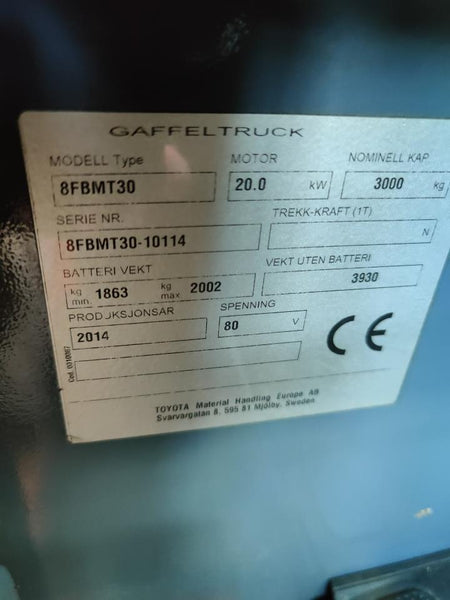 GAFFELTRUCK
MODELL Type MOTOR NOMINELL KAP
8FBMT30 20.0 kW 3000 kg
SERIE NR. TREKK-KRAFT (1T)
8FBMT30-10114 N
BATTERI VEKT VEKT UTEN BATTERI
kg min. 1863 kg max 2002 3930
PRODUKSJONSAR SPENNING
2014 80 V
CE
TOYOTA Material Handling Europe AB
Svarvargatan 8, 595 81 Mjölby, Sweden